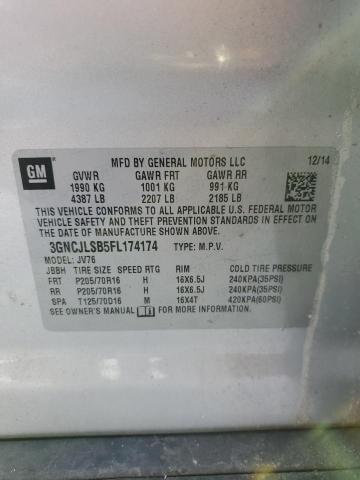 GM
MFD BY GENERAL MOTORS LLC 12/14
GVWR GAWR FRT GAWR RR
1990 KG 1001 KG 991 KG
4387 LB 2207 LB 2185 LB
THIS VEHICLE CONFORMS TO ALL APPLICABLE U.S. FEDERAL MOTOR
VEHICLE SAFETY AND THEFT PREVENTION STANDARDS IN EFFECT ON
THE DATE OF MANUFACTURE SHOWN ABOVE.
3GNCJLSB5FL174174 TYPE: M.P.V.
MODEL: JV76
JBBH TIRE SIZE SPEED RTG RIM COLD TIRE PRESSURE
FRT P205/70R16 H 16X6.5J 240KPA(35PSI)
RR P205/70R16 H 16X6.5J 240KPA(35PSI)
SPA T125/70D16 M 16X4T 420KPA(60PSI)
SEE OWNER'S MANUAL FOR MORE INFORMATION